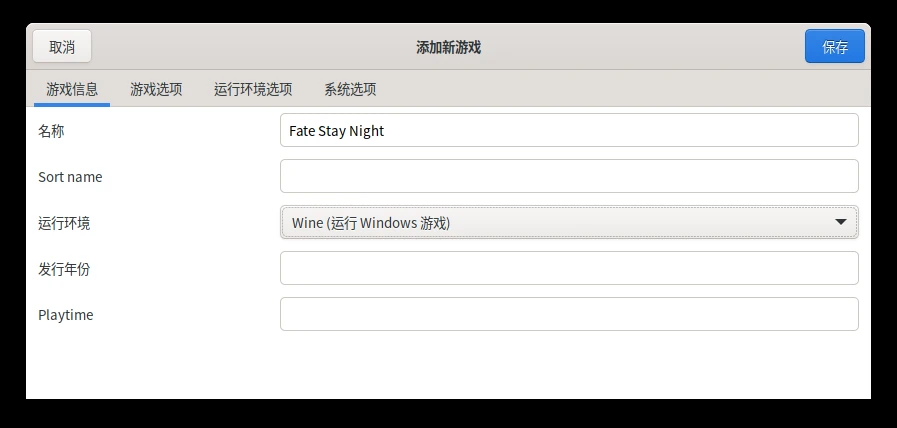 取消
添加新游戏
保存
游戏信息 游戏选项 运行环境选项 系统选项
名称 Fate Stay Night
Sort name
运行环境 Wine (运行 Windows 游戏)
发行年份
Playtime